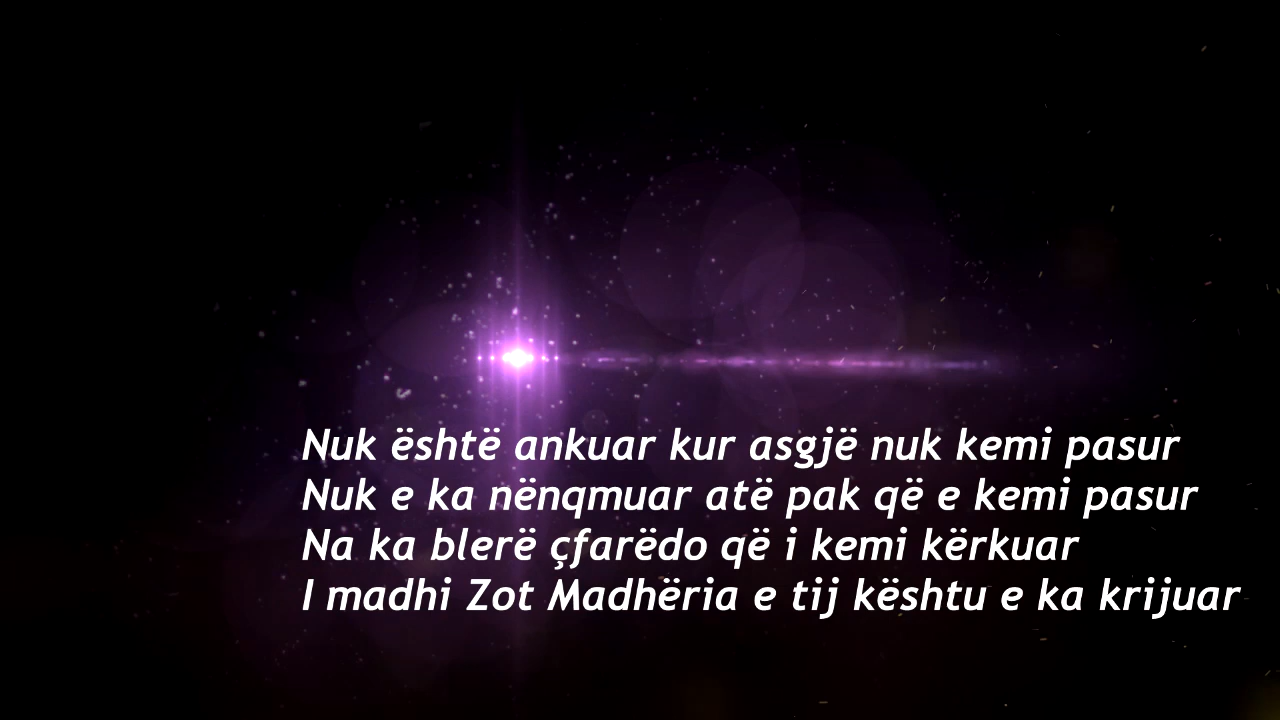 Nuk është ankuar kur asgjë nuk kemi pasur
Nuk e ka nënqmuar atë pak që e kemi pasur
Na ka blerë çfarëdo që i kemi kërkuar
I madhi Zot Madhëria e tij kështu e ka krijuar